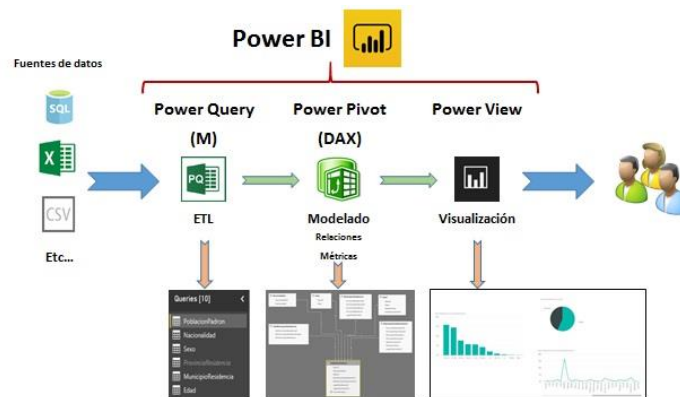 Power BI
Fuentes de datos
SQL
X
CSV
Etc...
Power Query
(M)
PQ
ETL
Power Pivot
(DAX)
Modelado
Relaciones
Métricas
Power View
Visualización
Queries [10]
PoblacionPadron
Nacionalidad
Sexo
ProvinciaResidencia
MunicipioResidencia
Edad